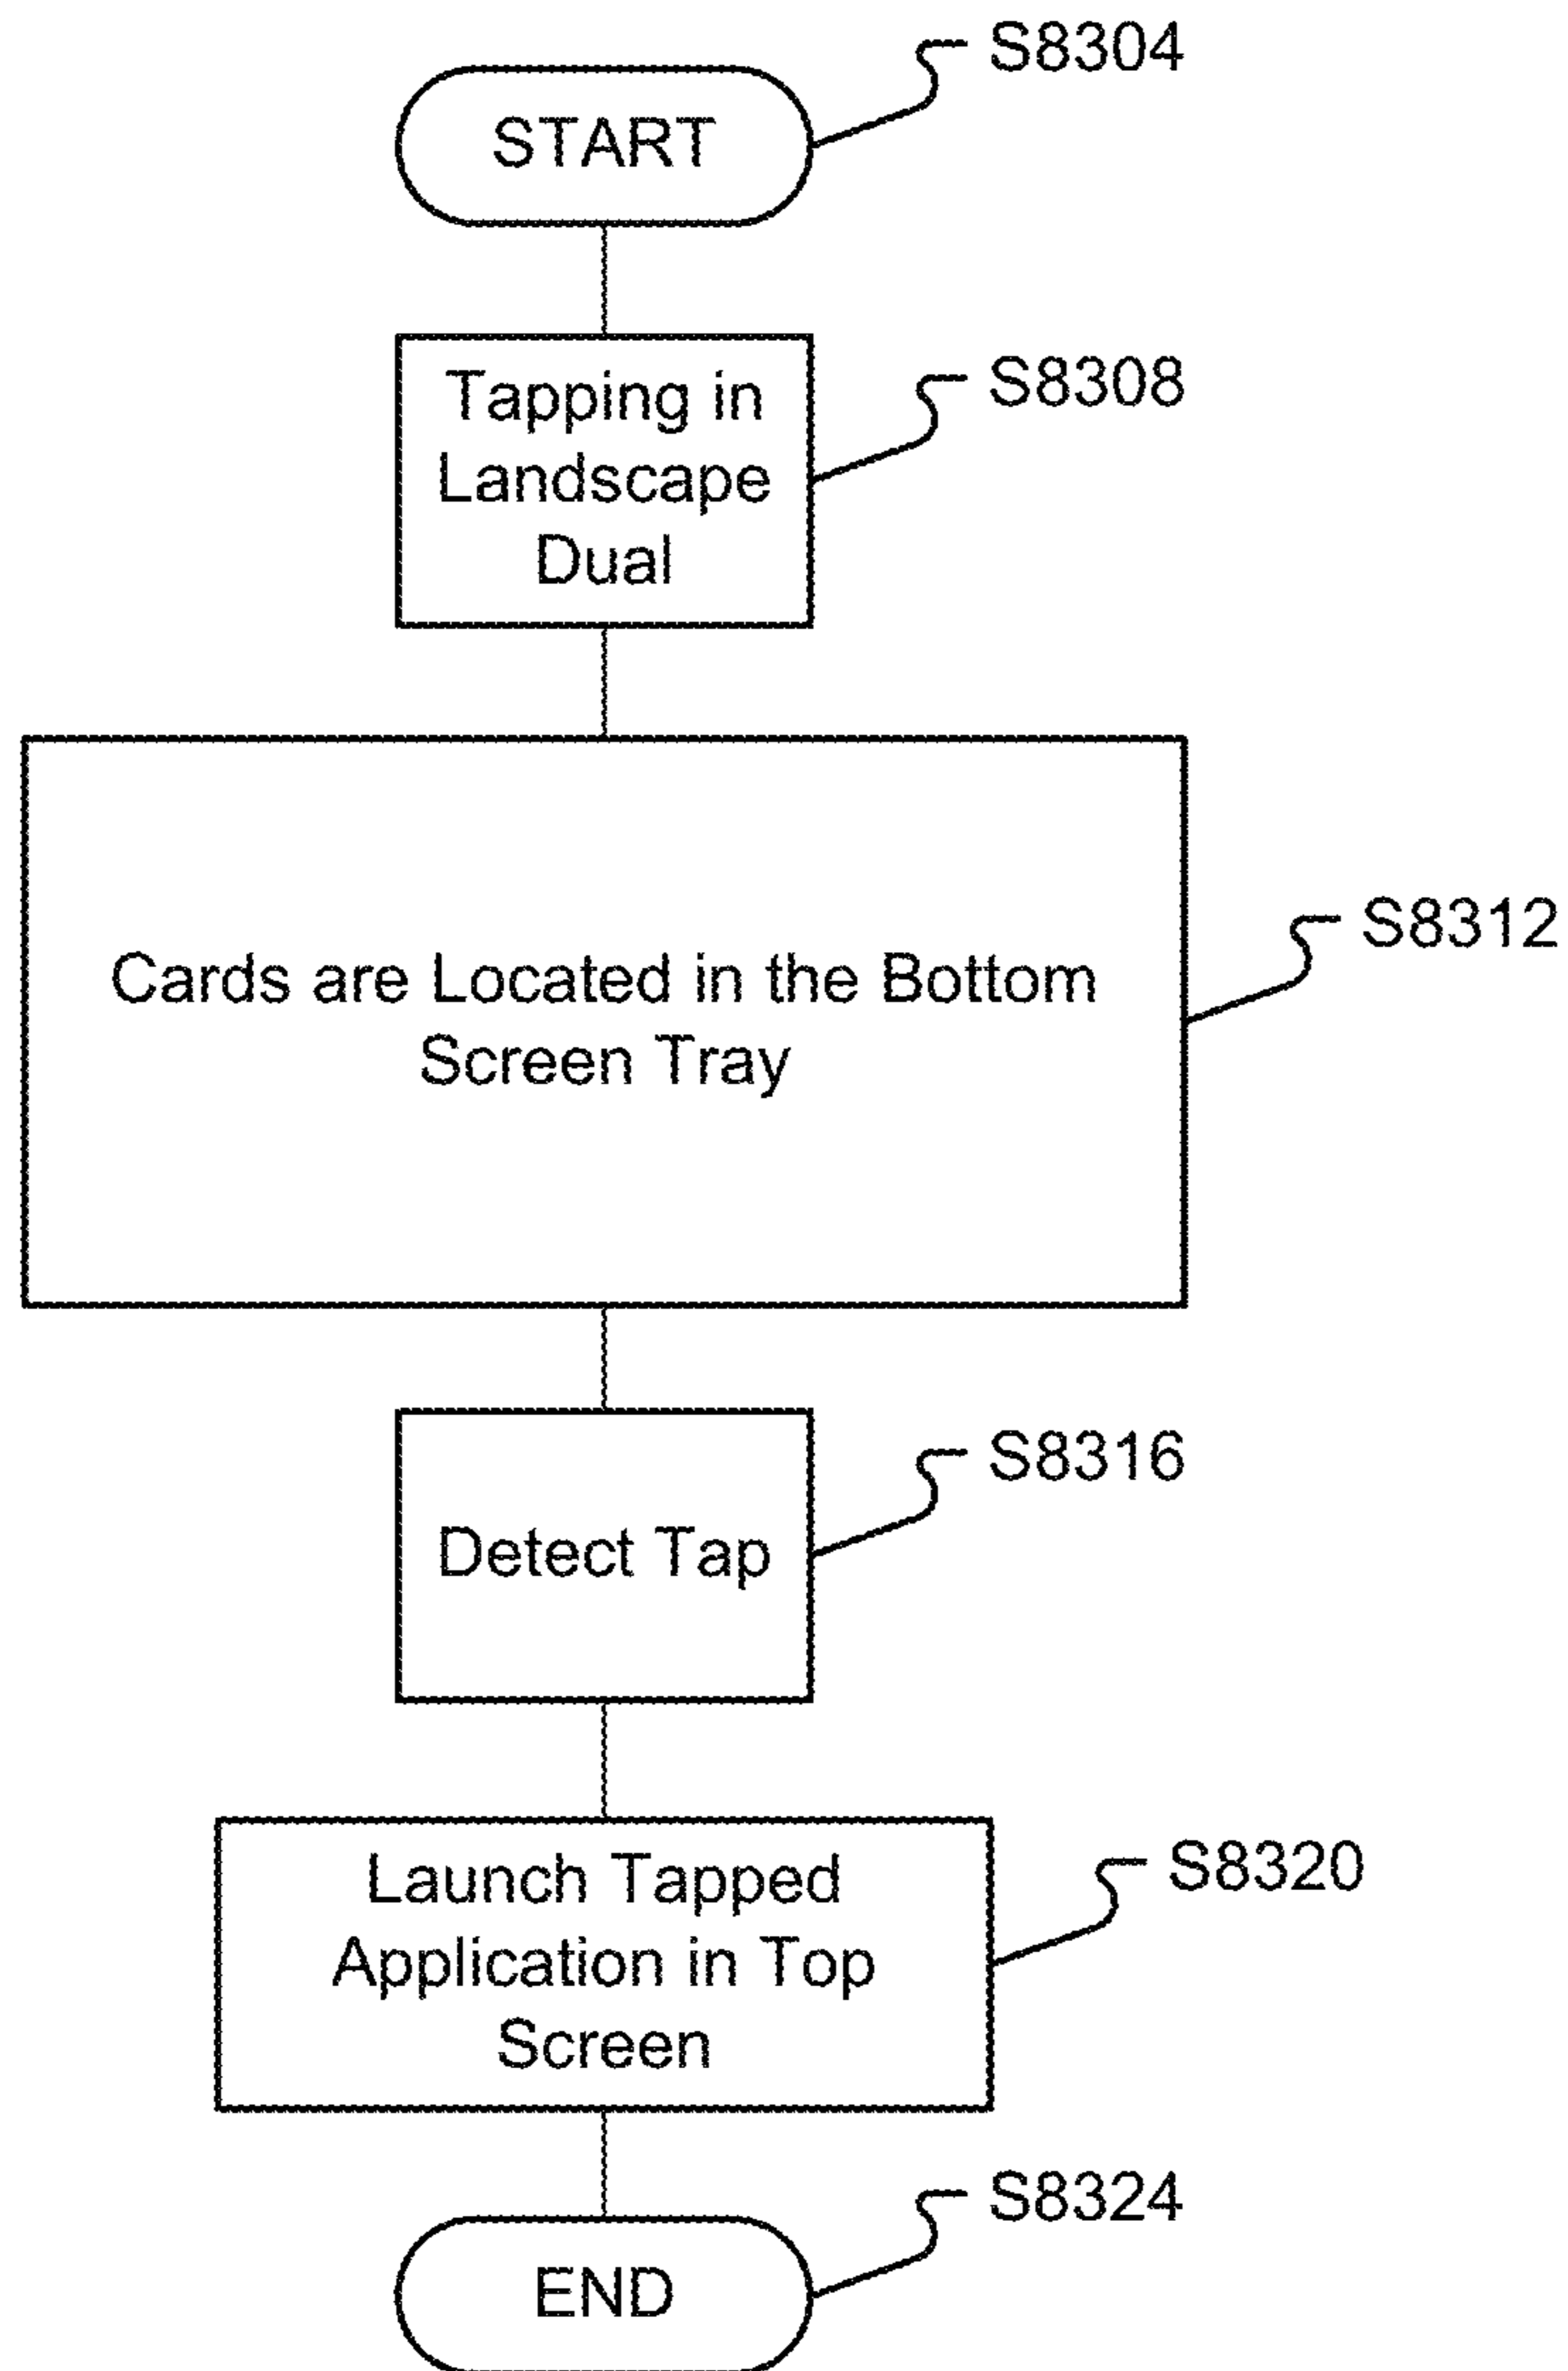 START
S8304
Tapping in
Landscape
Dual
S8308
Cards are Located in the Bottom
Screen Tray
S8312
Detect Tap
S8316
Launch Tapped
Application in Top
Screen
S8320
END
S8324